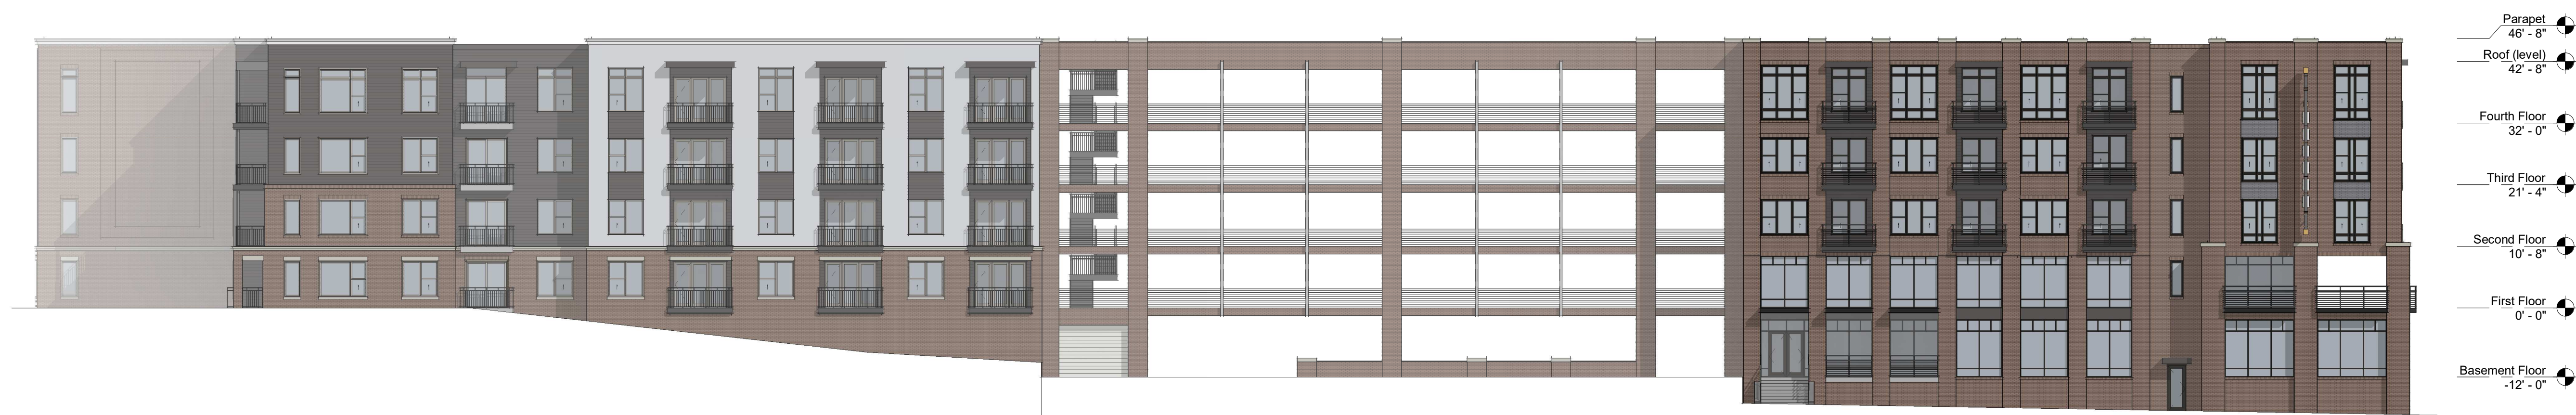 Parapet
46' - 8"
Roof (level)
42' - 8"
Fourth Floor
32' - 0"
Third Floor
21' - 4"
Second Floor
10' - 8"
First Floor
0' - 0"
Basement Floor
-12' - 0"